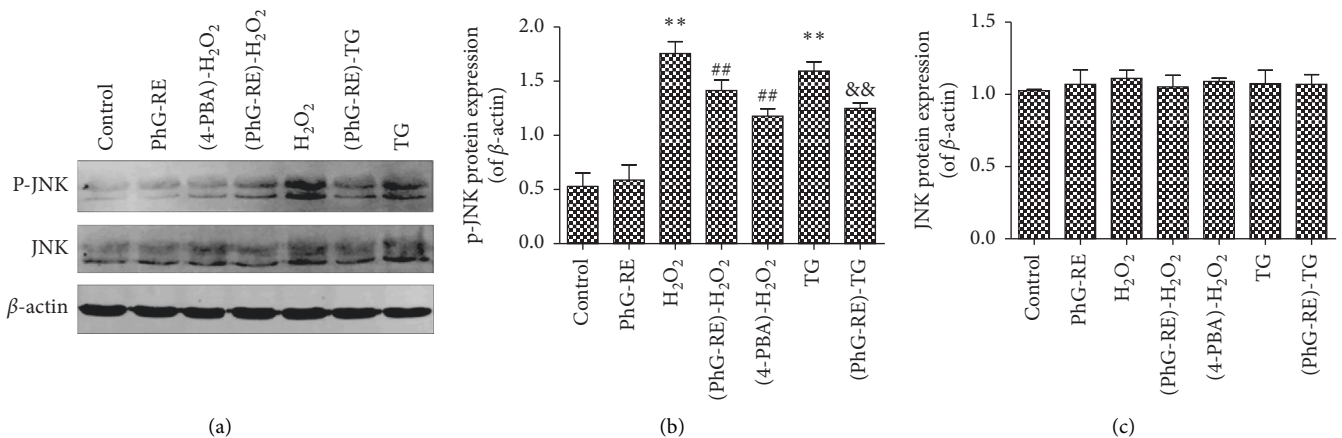 Control
PhG-RE
(4-PBA)-H₂O₂
(PhG-RE)-H₂O₂
H₂O₂
(PhG-RE)-TG
TG
P-JNK
JNK
β-actin
(a)
p-JNK protein expression
(of β-actin)
2.0
1.5
1.0
0.5
0.0
**
##
##
**
&&
Control
PhG-RE
H₂O₂
(PhG-RE)-H₂O₂
(4-PBA)-H₂O₂
TG
(PhG-RE)-TG
(b)
JNK protein expression
(of β-actin)
1.5
1.0
0.5
0.0
Control
PhG-RE
H₂O₂
(PhG-RE)-H₂O₂
(4-PBA)-H₂O₂
TG
(PhG-RE)-TG
(c)